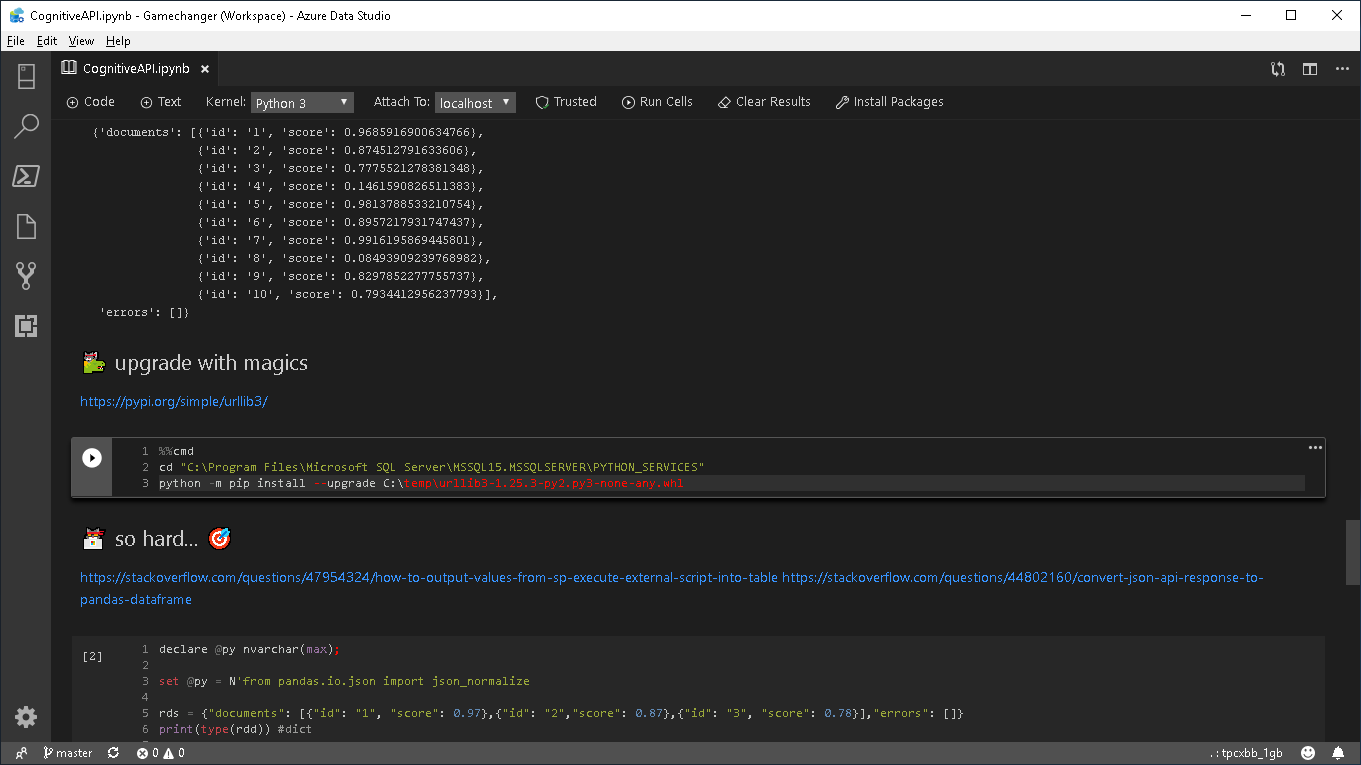 CognitiveAPI.ipynb - Gamechanger (Workspace) - Azure Data Studio
File Edit View Help
CognitiveAPI.ipynb
Code Text Kernel: Python 3 Attach To: localhost Trusted Run Cells Clear Results Install Packages
{'documents': [{'id': '1', 'score': 0.9685916900634766},
{'id': '2', 'score': 0.874512791633606},
{'id': '3', 'score': 0.7775521278381348},
{'id': '4', 'score': 0.1461590826511383},
{'id': '5', 'score': 0.9813788533210754},
{'id': '6', 'score': 0.8957217931747437},
{'id': '7', 'score': 0.9916195869445801},
{'id': '8', 'score': 0.08493909239768982},
{'id': '9', 'score': 0.8297852277755737},
{'id': '10', 'score': 0.7934412956237793}],
'errors': []}
upgrade with magics
https://pypi.org/simple/urllib3/
1 %%cmd
2 cd "C:\Program Files\Microsoft SQL Server\MSSQL15.MSSQLSERVER\PYTHON_SERVICES"
3 python -m pip install --upgrade C:\temp\urllib3-1.25.3-py2.py3-none-any.whl
so hard... 🎯
https://stackoverflow.com/questions/47954324/how-to-output-values-from-sp-execute-external-script-into-table https://stackoverflow.com/questions/44802160/convert-json-api-response-to-
pandas-dataframe
[2] 1 declare @py nvarchar(max);
2
3 set @py = N'from pandas.io.json import json_normalize
4
5 rds = {"documents": [{"id": "1", "score": 0.97},{"id": "2","score": 0.87},{"id": "3", "score": 0.78}],"errors": []}
6 print(type(rdd)) #dict
master 0 0 . : tpcxbb_1gb